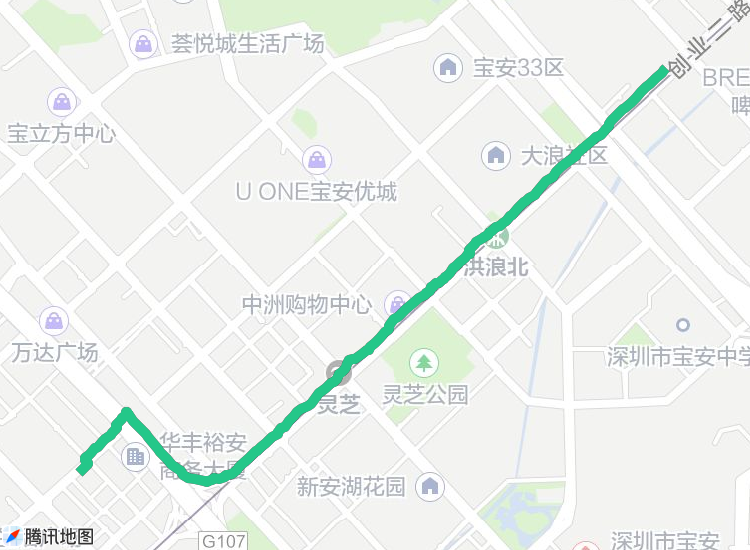 荟悦城生活广场
宝安33区
创业二路
BRE
啤
宝立方中心
大浪社区
U ONE宝安优城
洪浪北
中洲购物中心
万达广场
深圳市宝安中学
灵芝
灵芝公园
华丰裕安
商务大厦
新安湖花园
G107
腾讯地图
深圳市宝安